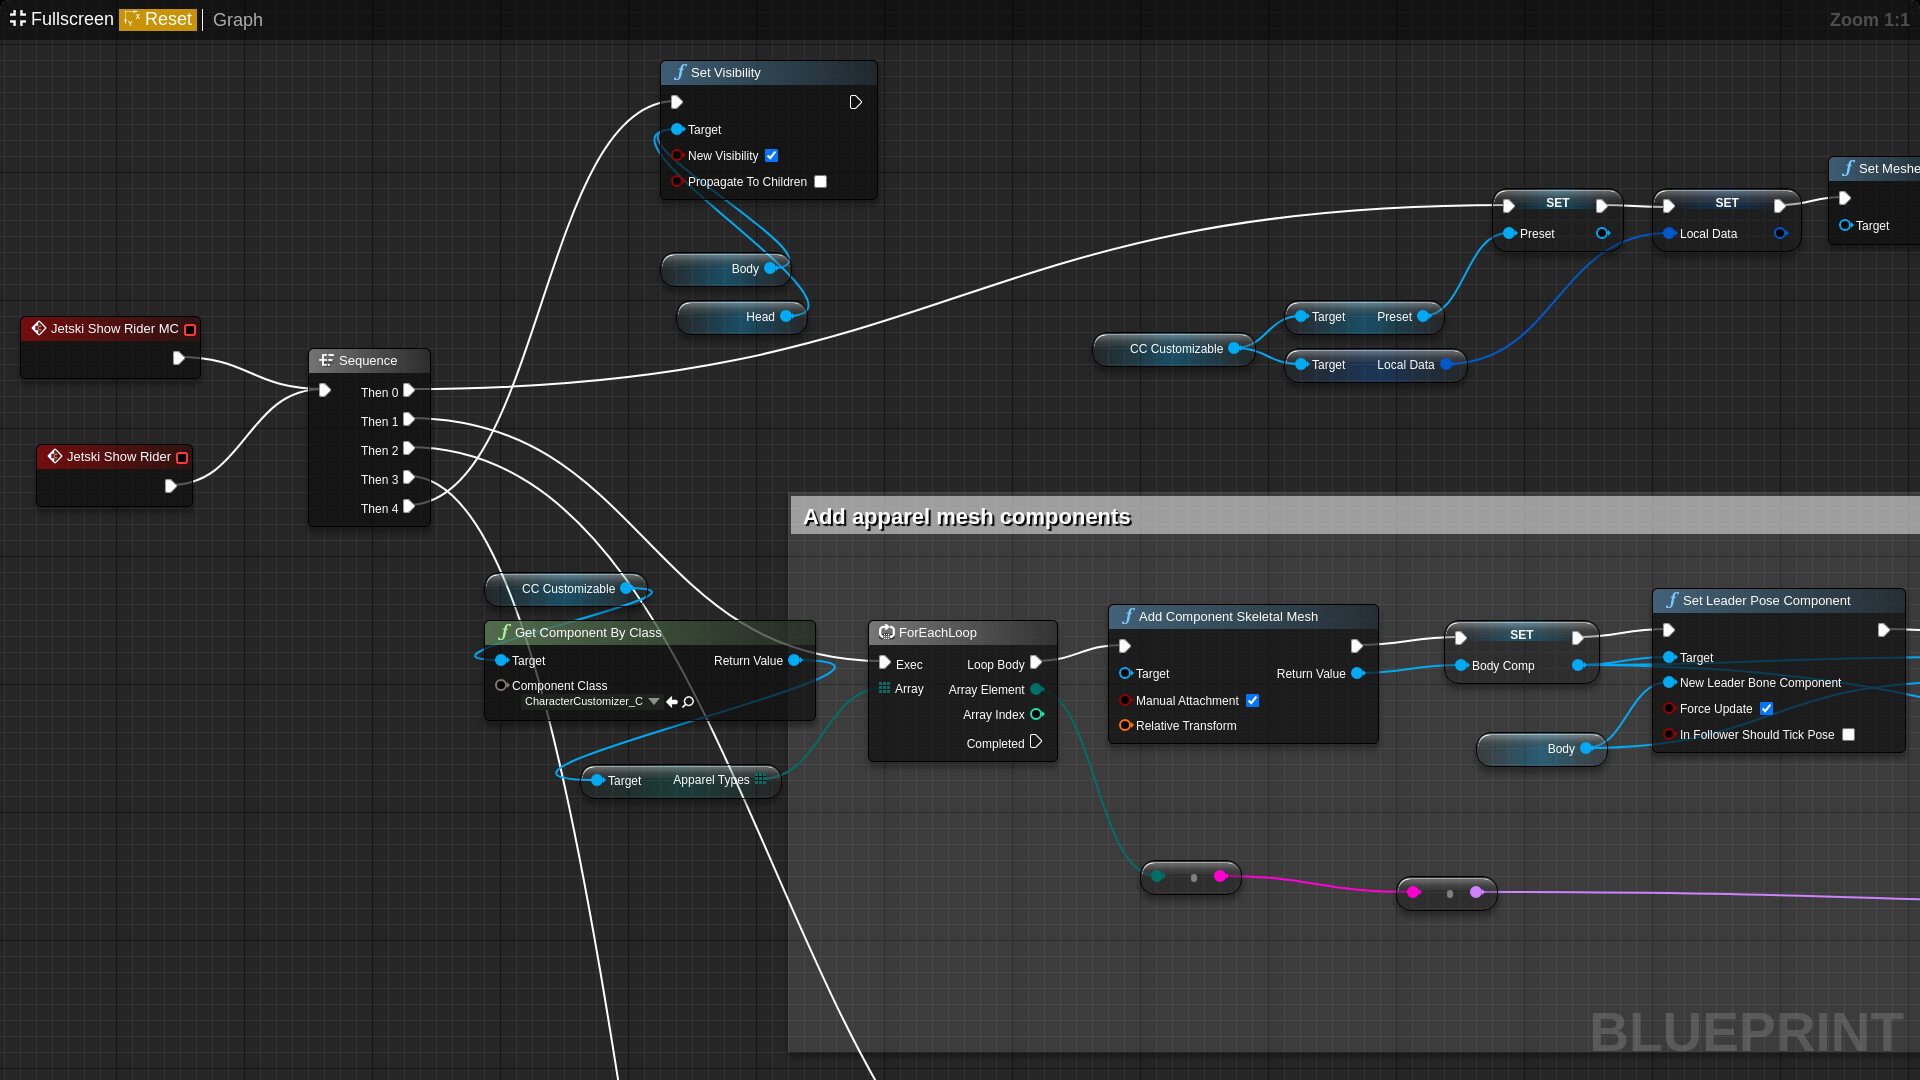 Fullscreen Reset Graph
Zoom 1:1
Set Visibility
Target
New Visibility
Propagate To Children
Body
Head
SET
Preset
SET
Local Data
Set Meshe
Target
Target Preset
CC Customizable
Target Local Data
Jetski Show Rider MC
Jetski Show Rider
Sequence
Then 0
Then 1
Then 2
Then 3
Then 4
Add apparel mesh components
CC Customizable
Get Component By Class
Target Return Value
Component Class
CharacterCustomizer_C
Target Apparel Types
ForEachLoop
Exec Loop Body
Array Array Element
Array Index
Completed
Add Component Skeletal Mesh
Target Return Value
Manual Attachment
Relative Transform
SET
Body Comp
Body
Set Leader Pose Component
Target
New Leader Bone Component
Force Update
In Follower Should Tick Pose
BLUEPRINT